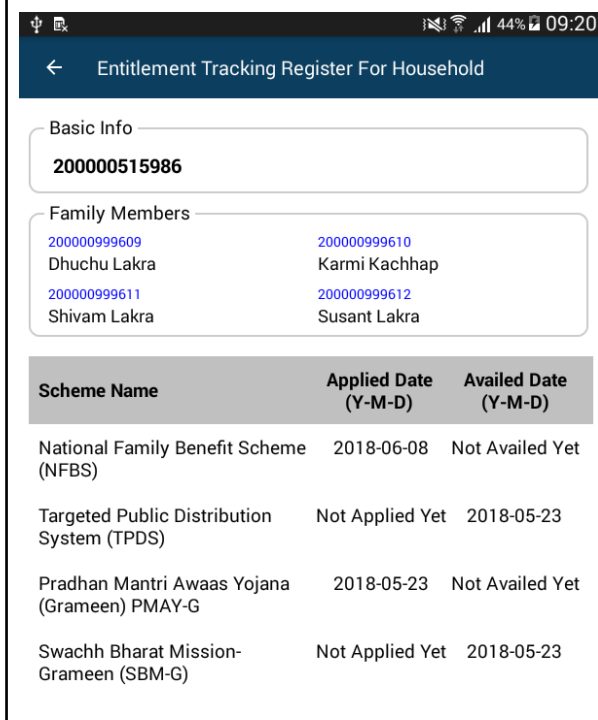 44% 09:20
Entitlement Tracking Register For Household
Basic Info
200000515986
Family Members
200000999609 200000999610
Dhuchu Lakra Karmi Kachhap
200000999611 200000999612
Shivam Lakra Susant Lakra
Scheme Name Applied Date (Y-M-D) Availed Date (Y-M-D)
National Family Benefit Scheme 2018-06-08 Not Availed Yet
(NFBS)
Targeted Public Distribution Not Applied Yet 2018-05-23
System (TPDS)
Pradhan Mantri Awaas Yojana 2018-05-23 Not Availed Yet
(Grameen) PMAY-G
Swachh Bharat Mission- Not Applied Yet 2018-05-23
Grameen (SBM-G)